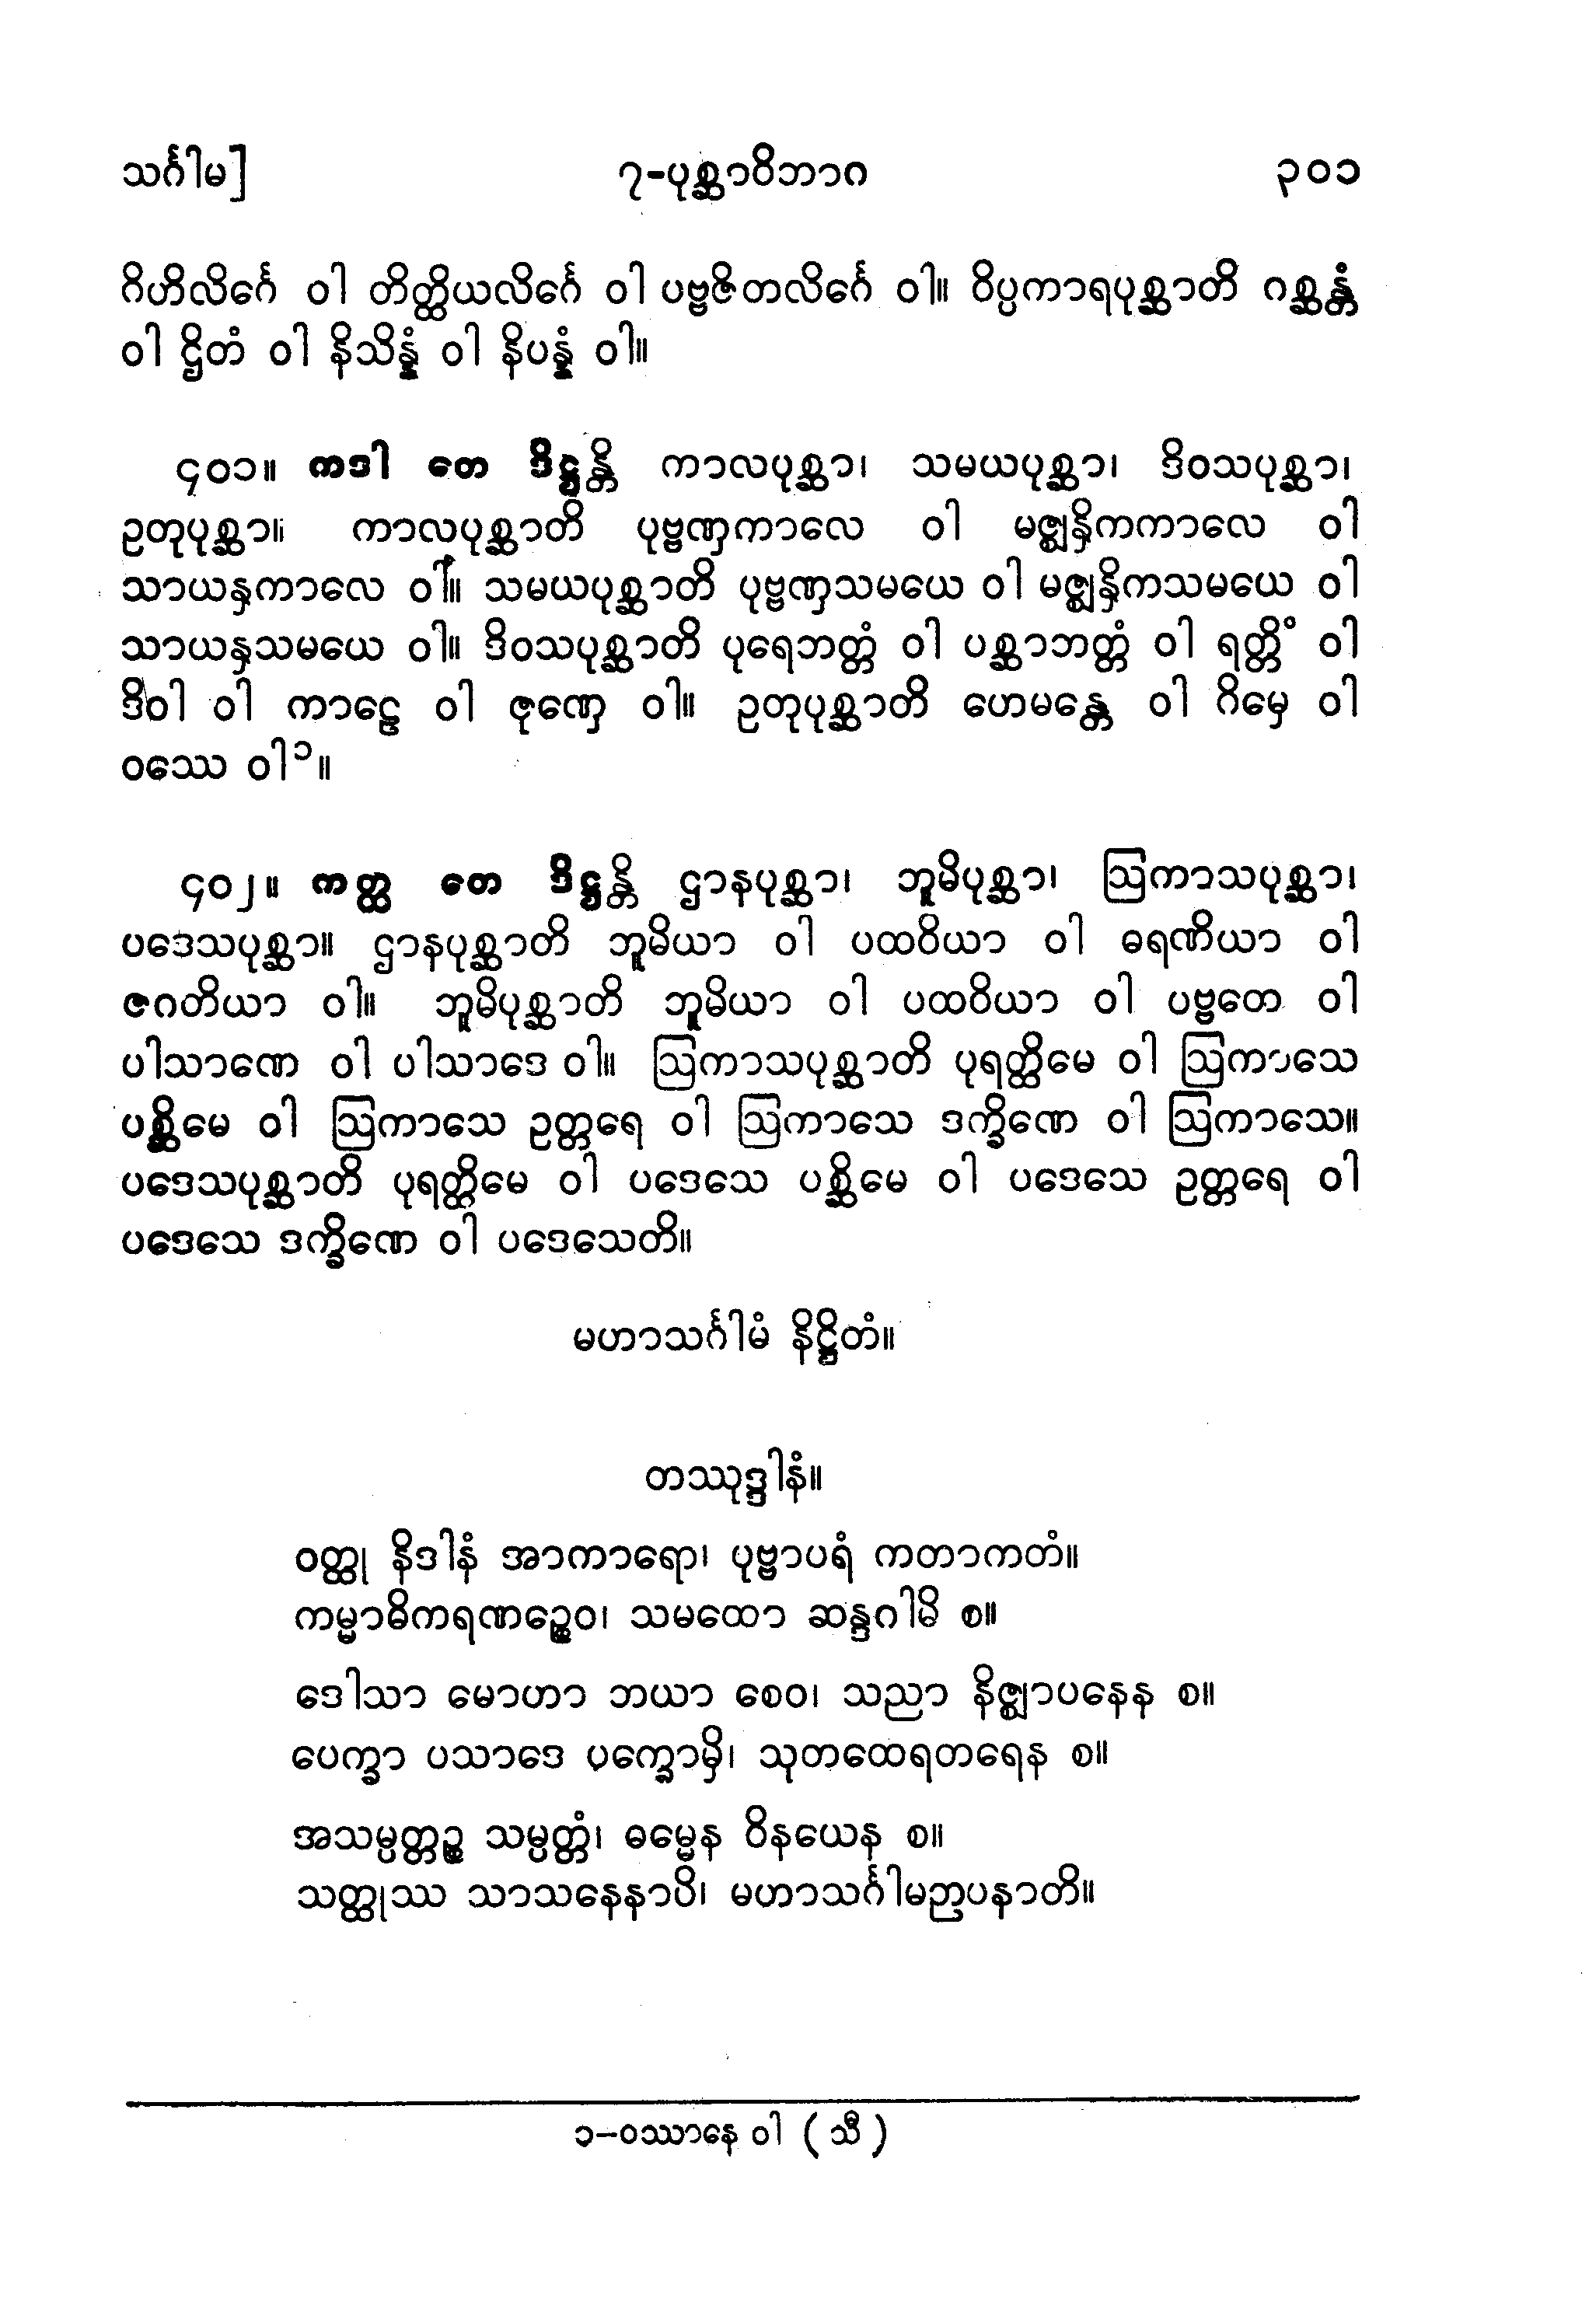 သင်္ဂါမ]	၇-ပုစ္ဆာဝိဘာဂ	၃၀၁
ဂိဟိလိင်္ဂေ ဝါ တိတ္ထိယလိင်္ဂေ ဝါ ပဗ္ဗဇိတလိင်္ဂေ ဝါ။ ဝိပ္ပကာရပုစ္ဆာတိ ဂစ္ဆန္တံ
ဝါ ဌိတံ ဝါ နိသိန္နံ ဝါ နိပန္နံ ဝါ။
၄၀၁။ ကဒါ တေ ဒိဋ္ဌန္တိ ကာလပုစ္ဆာ၊ သမယပုစ္ဆာ၊ ဒိဝသပုစ္ဆာ၊
ဥတုပုစ္ဆာ။ ကာလပုစ္ဆာတိ ပုဗ္ဗဏှကာလေ ဝါ မဇ္ဈန္ှိကကာလေ ဝါ
သာယနှကာလေ ဝါ။ သမယပုစ္ဆာတိ ပုဗ္ဗဏှသမယေ ဝါ မဇ္ဈနှိကသမယေ ဝါ
သာယနှသမယေ ဝါ။ ဒိဝသပုစ္ဆာတိ ပုရေဘတ္တံ ဝါ ပစ္ဆာဘတ္တံ ဝါ ရတ္တိံ ဝါ
ဒိဝါ ဝါ ကာဠေ ဝါ ဇုဏှေ ဝါ။ ဥတုပုစ္ဆာတိ ဟေမန္တေ ဝါ ဂိမှေ ဝါ
ဝဿေ ဝါ၁။
၄၀၂။ ကတ္ထ တေ ဒိဋ္ဌန္တိ ဌာနပုစ္ဆာ၊ ဘူမိပုစ္ဆာ၊ ဩကာသပုစ္ဆာ၊
ပဒေသပုစ္ဆာ။ ဌာနပုစ္ဆာတိ ဘူမိယာ ဝါ ပထဝိယာ ဝါ ဓရဏိယာ ဝါ
ဇဂတိယာ ဝါ။ ဘူမိပုစ္ဆာတိ ဘူမိယာ ဝါ ပထဝိယာ ဝါ ပဗ္ဗတေ ဝါ
ပါသာဏေ ဝါ ပါသာဒေ ဝါ။ ဩကာသပုစ္ဆာတိ ပုရတ္ထိမေ ဝါ ဩကာသေ
ပစ္ဆိမေ ဝါ ဩကာသေ ဥတ္တရေ ဝါ ဩကာသေ ဒက္ခိဏေ ဝါ ဩကာသေ။
ပဒေသပုစ္ဆာတိ ပုရတ္ထိမေ ဝါ ပဒေသေ ပစ္ဆိမေ ဝါ ပဒေသေ ဥတ္တရေ ဝါ
ပဒေသေ ဒက္ခိဏေ ဝါ ပဒေသေတိ။
မဟာသင်္ဂါမံ နိဋ္ဌိတံ။
တဿုဒ္ဒါနံ။
ဝတ္ထု နိဒါနံ အာကာရော၊ ပုဗ္ဗာပရံ ကတာကတံ။
ကမ္မာဓိကရဏဉ္စေဝ၊ သမထော ဆန္ဒဂါမိ စ။
ဒေါသာ မောဟာ ဘယာ စေဝ၊ သညာ နိဇ္ဈာပနေန စ။
ပေက္ခာ ပသာဒေ ပက္ခောမှိ၊ သုတထေရတရေန စ။
အသမ္ပတ္တဉ္စ သမ္ပတ္တံ၊ ဓမ္မေန ဝိနယေန စ။
သတ္ထုဿ သာသနေနာပိ၊ မဟာသင်္ဂါမဉာပနာတိ။
၁-ဝဿာနေ ဝါ ( သီ )